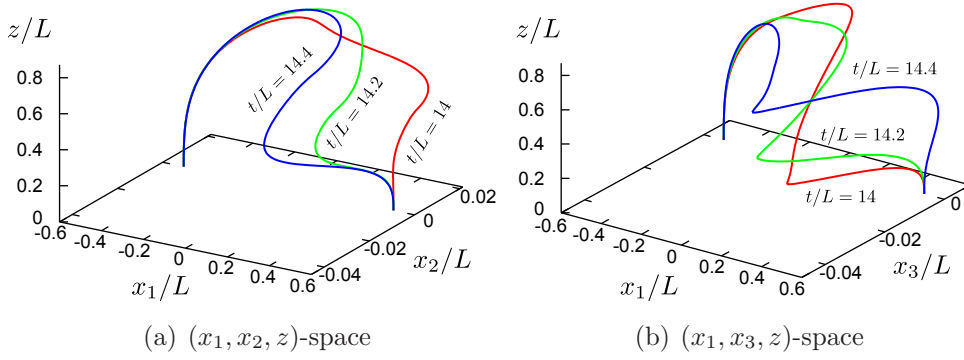 z/L
0.8
0.6
0.4
0.2
0
-0.6
-0.4
-0.2
0
0.2
0.4
0.6
-0.04
-0.02
0
0.02
x₁/L
x₂/L
t/L = 14.4
t/L = 14.2
t/L = 14
(a) (x₁, x₂, z)-space
z/L
0.8
0.6
0.4
0.2
0
-0.6
-0.4
-0.2
0
0.2
0.4
0.6
-0.04
-0.02
0
x₁/L
x₃/L
t/L = 14.4
t/L = 14.2
t/L = 14
(b) (x₁, x₃, z)-space